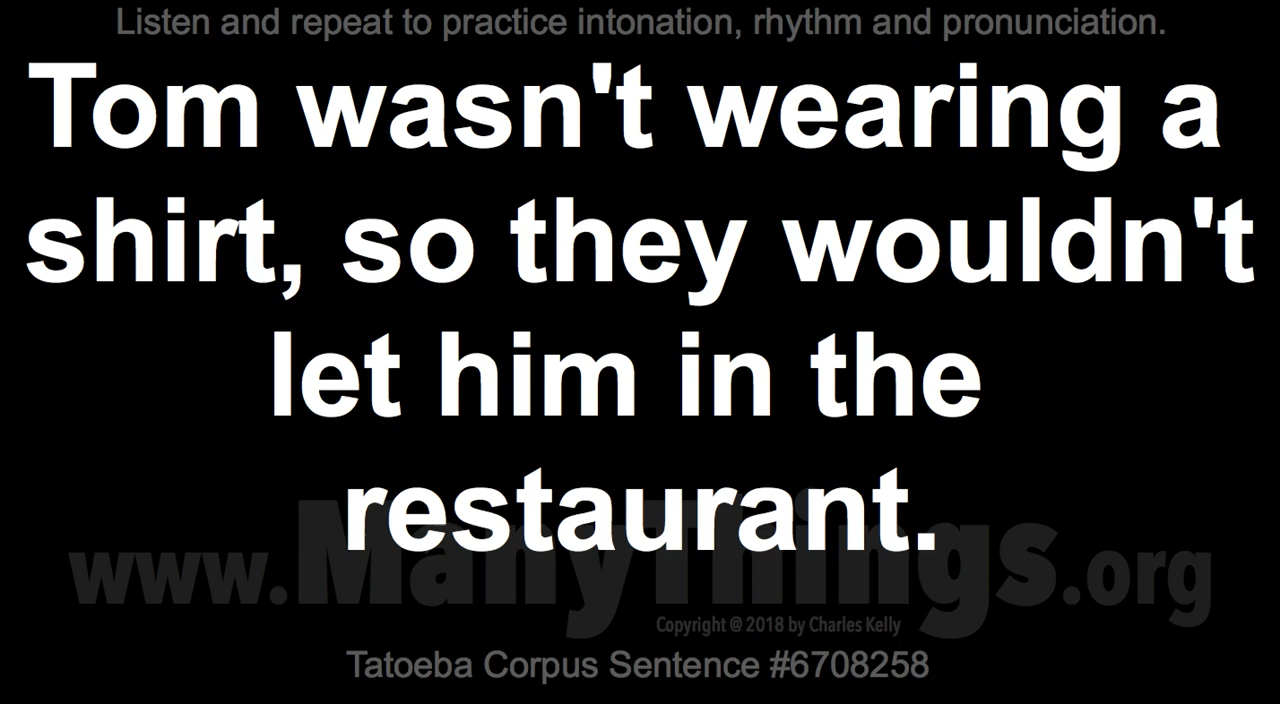 Listen and repeat to practice intonation, rhythm and pronunciation.
Tom wasn't wearing a
shirt, so they wouldn't
let him in the
restaurant.
www.ManyThings.org
Copyright @ 2018 by Charles Kelly
Tatoeba Corpus Sentence #6708258